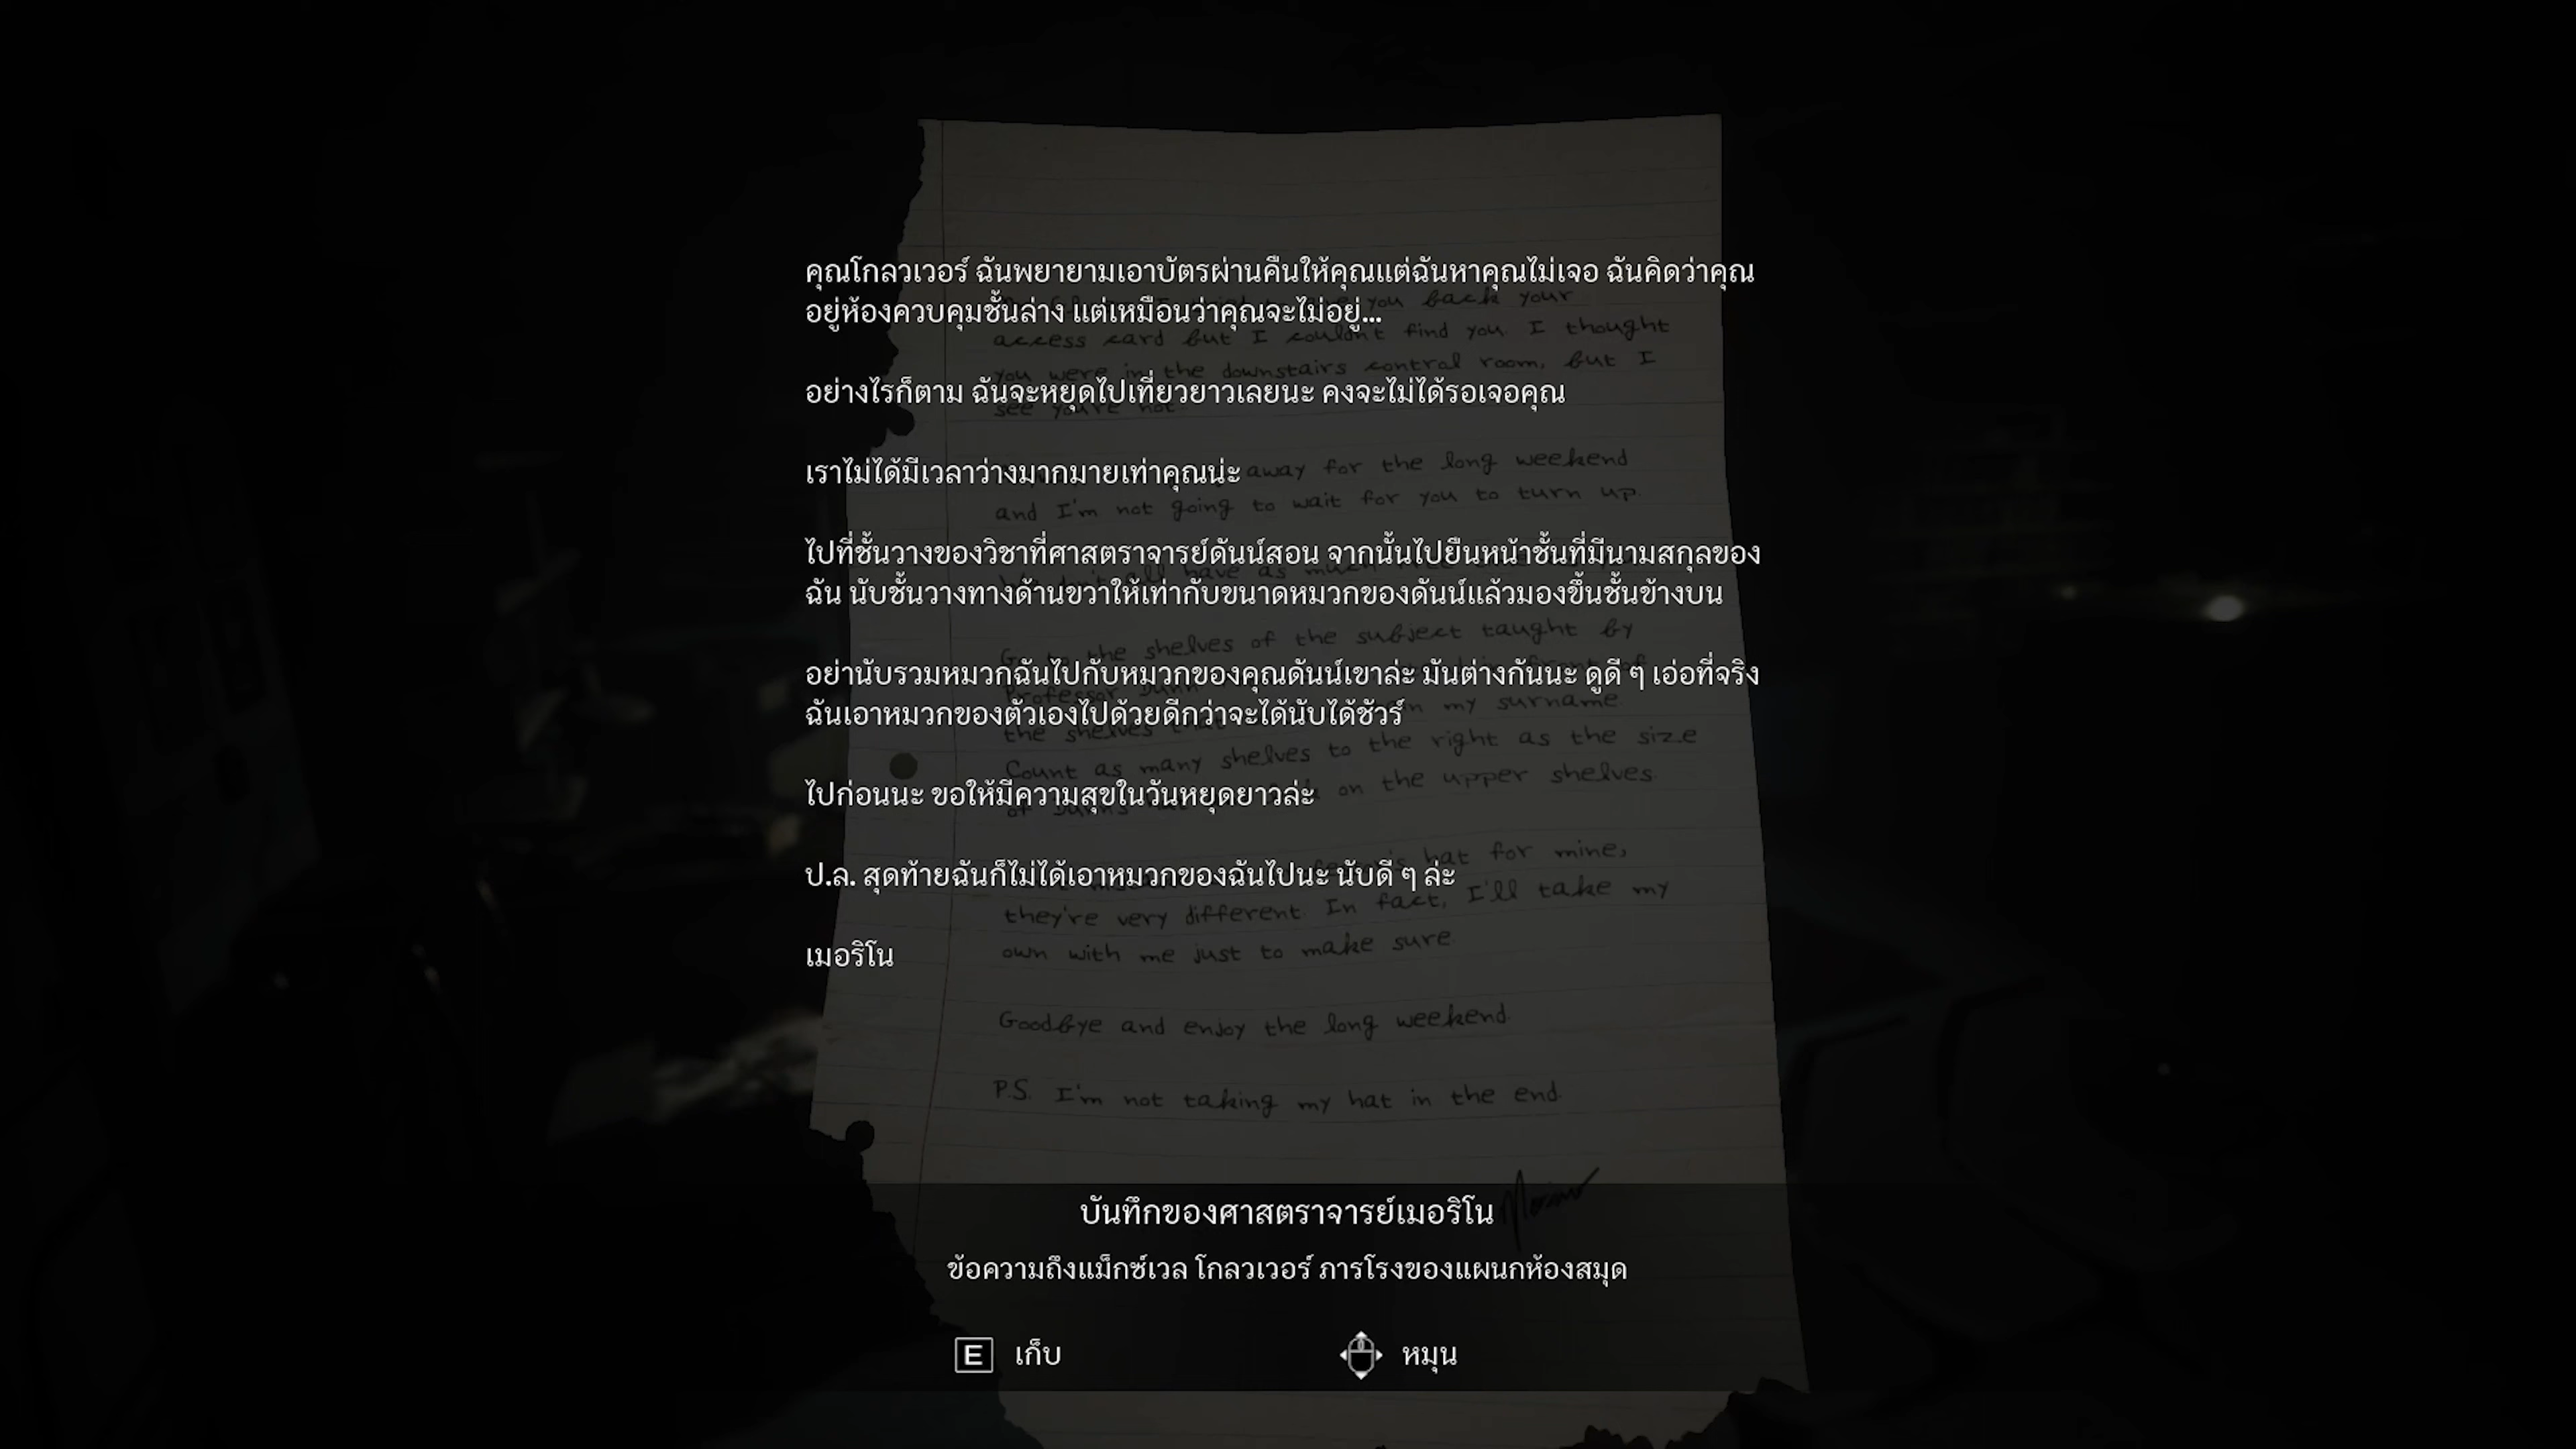 คุณโกลวเวอร์ ฉันพยายามเอาบัตรผ่านคืนให้คุณแต่ฉันหาคุณไม่เจอ ฉันคิดว่าคุณ
อยู่ห้องควบคุมชั้นล่าง แต่เหมือนว่าคุณจะไม่อยู่...
อย่างไรก็ตาม ฉันจะหยุดไปเที่ยวยาวเลยนะ คงจะไม่ได้รอเจอคุณ
เราไม่ได้มีเวลาว่างมากมายเท่าคุณน่ะ
ไปที่ชั้นวางของวิชาที่ศาสตราจารย์ดันน์สอน จากนั้นไปยืนหน้าชั้นที่มีนามสกุลของ
ฉัน นับชั้นวางทางด้านขวาให้เท่ากับขนาดหมวกของดันน์แล้วมองขึ้นชั้นข้างบน
อย่านับรวมหมวกฉันไปกับหมวกของคุณดันน์เขาล่ะ มันต่างกันนะ ดูดี ๆ เอ่อที่จริง
ฉันเอาหมวกของตัวเองไปด้วยดีกว่าจะได้นับได้ชัวร์
ไปก่อนนะ ขอให้มีความสุขในวันหยุดยาวล่ะ
ป.ล. สุดท้ายฉันก็ไม่ได้เอาหมวกของฉันไปนะ นับดี ๆ ล่ะ
เมอริโน
you back your
access card but I couldn't find you. I thought
you were in the downstairs control room, but I
see you're not
away for the long weekend
and I'm not going to wait for you to turn up.
have as much
the shelves of the subject taught by
Professor Dunn
the shelves my surname.
Count as many shelves to the right as the size
of on the upper shelves.
hat for mine,
they're very different. In fact, I'll take my
own with me just to make sure
Goodbye and enjoy the long weekend.
P.S. I'm not taking my hat in the end.
บันทึกของศาสตราจารย์เมอริโน
ข้อความถึงแม็กซ์เวล โกลวเวอร์ ภารโรงของแผนกห้องสมุด
E เก็บ หมุน